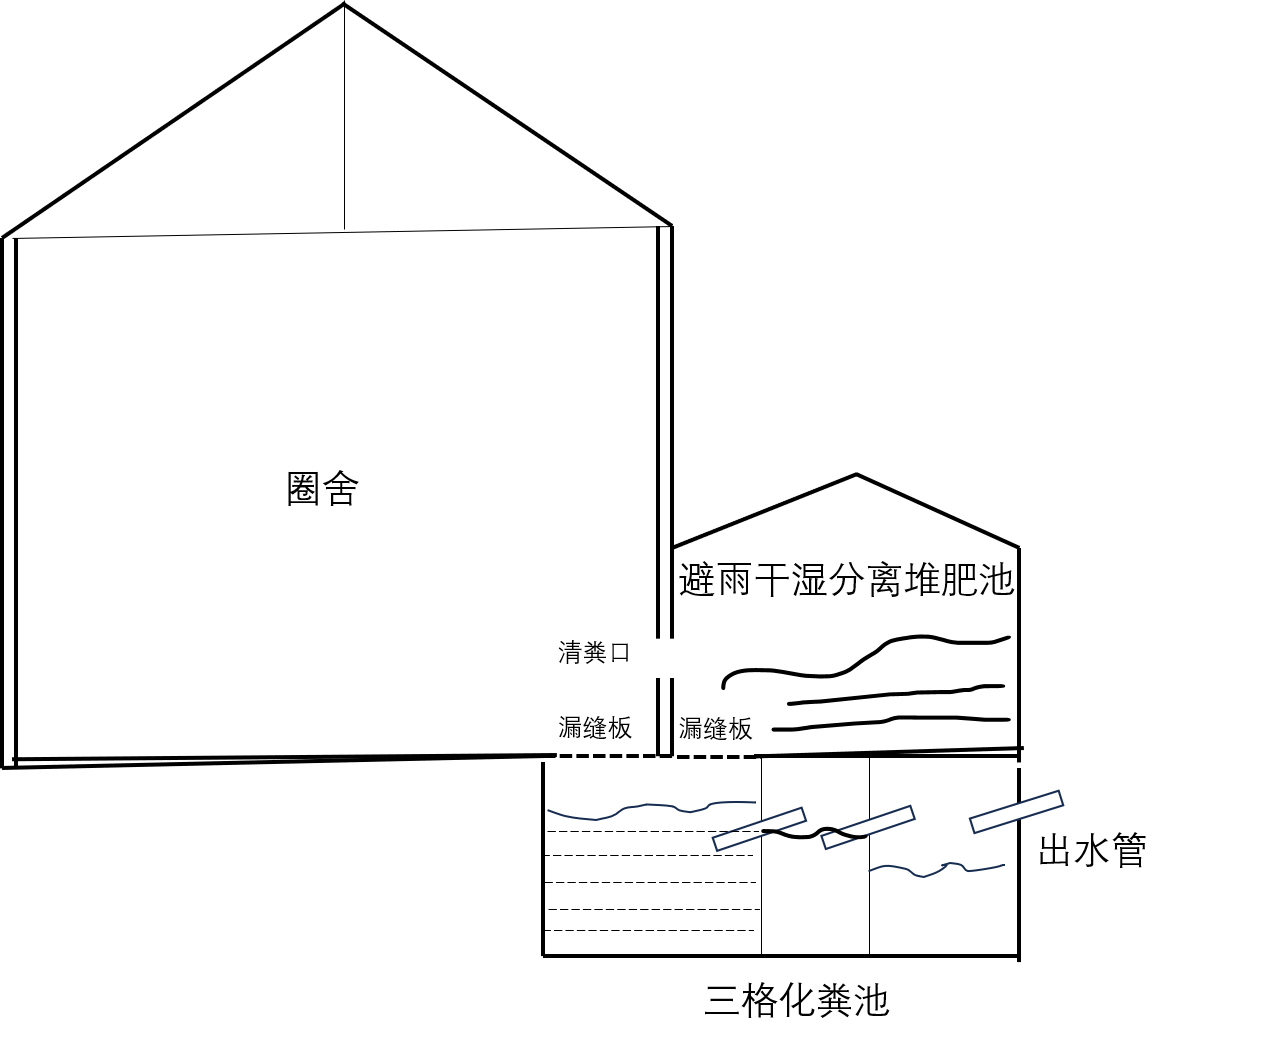 圈舍
避雨干湿分离堆肥池
清粪口
漏缝板
漏缝板
出水管
三格化粪池